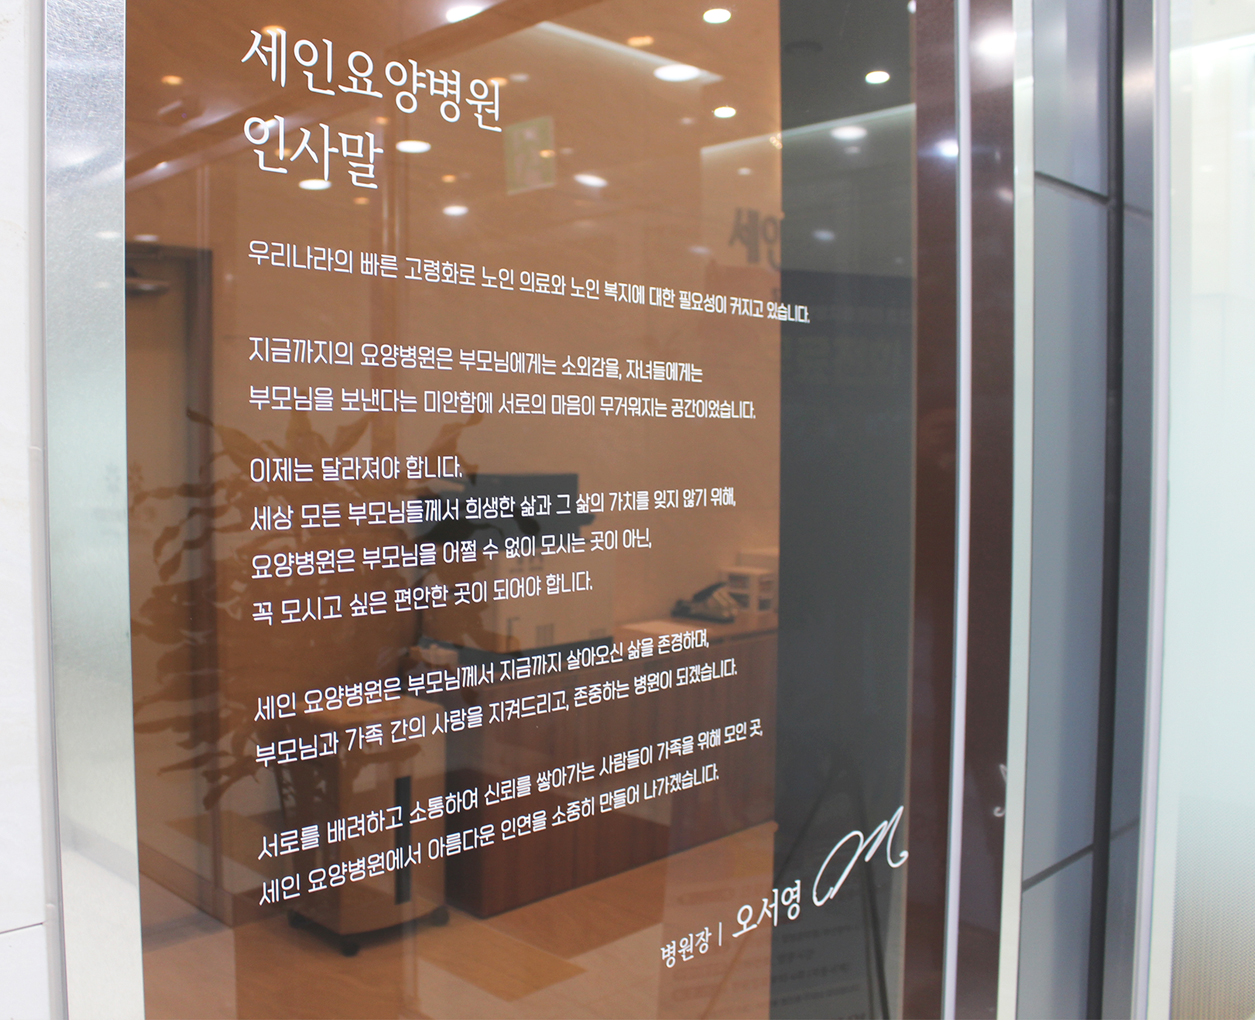 세인요양병원
인사말
우리나라의 빠른 고령화로 노인 의료와 노인 복지에 대한 필요성이 커지고 있습니다.
지금까지의 요양병원은 부모님에게는 소외감을, 자녀들에게는
부모님을 보낸다는 미안함에 서로의 마음이 무거워지는 공간이었습니다.
이제는 달라져야 합니다.
세상 모든 부모님들께서 희생한 삶과 그 삶의 가치를 잊지 않기 위해,
요양병원은 부모님을 어쩔 수 없이 모시는 곳이 아닌,
꼭 모시고 싶은 편안한 곳이 되어야 합니다.
세인 요양병원은 부모님께서 지금까지 살아오신 삶을 존경하며,
부모님과 가족 간의 사랑을 지켜드리고, 존중하는 병원이 되겠습니다.
서로를 배려하고 소통하여 신뢰를 쌓아가는 사람들이 가족을 위해 모인 곳,
세인 요양병원에서 아름다운 인연을 소중히 만들어 나가겠습니다.
병원장 | 오서영